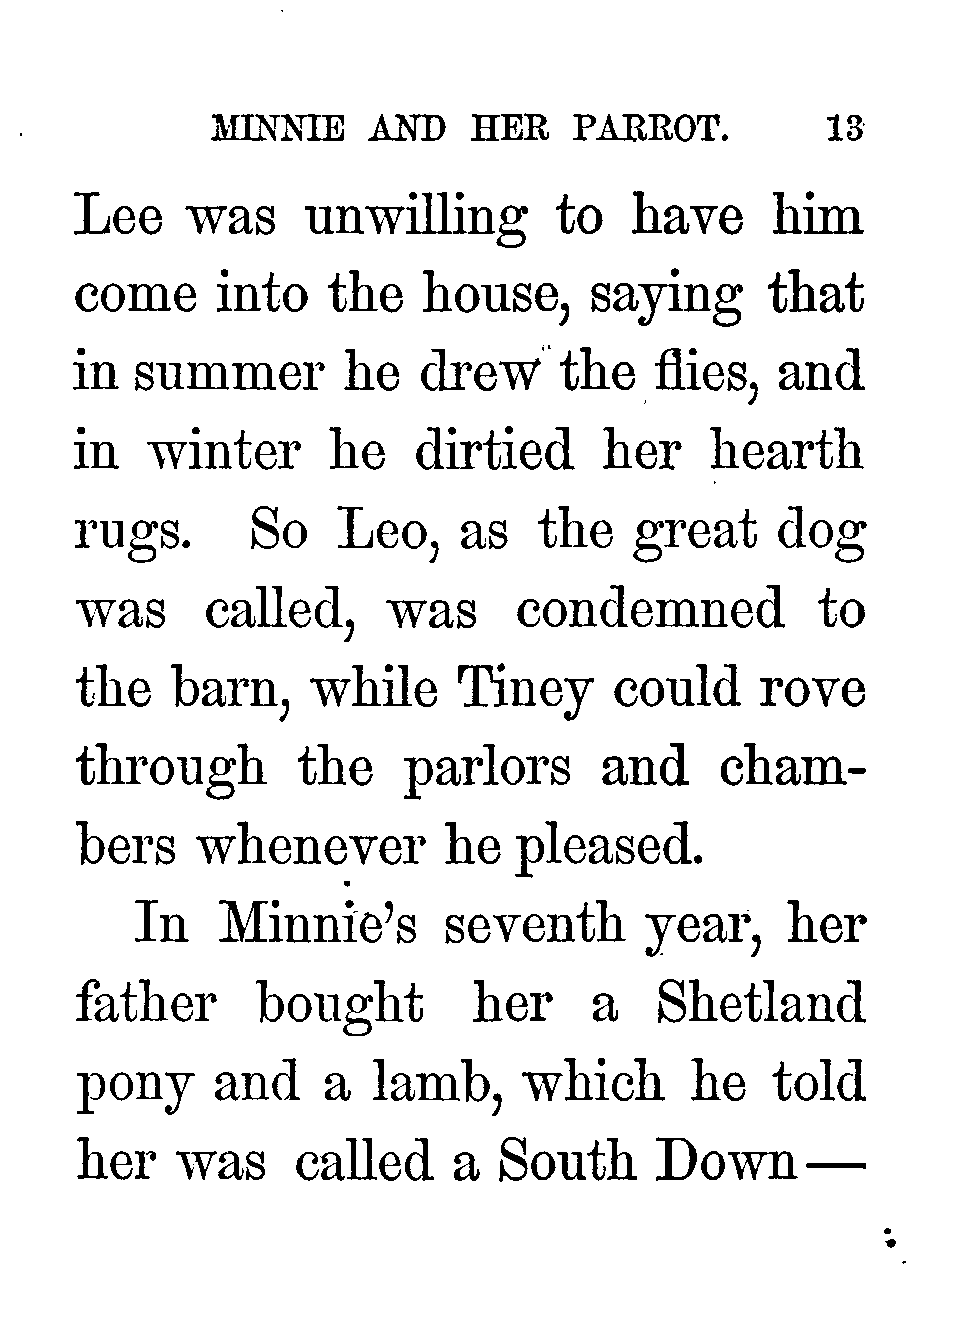 MINNIE AND HER PARROT. 13
Lee was unwilling to have him
come into the house, saying that
in summer he drew the flies, and
in winter he dirtied her hearth
rugs. So Leo, as the great dog
was called, was condemned to
the barn, while Tiney could rove
through the parlors and cham-
bers whenever he pleased.
In Minnie's seventh year, her
father bought her a Shetland
pony and a lamb, which he told
her was called a South Down—